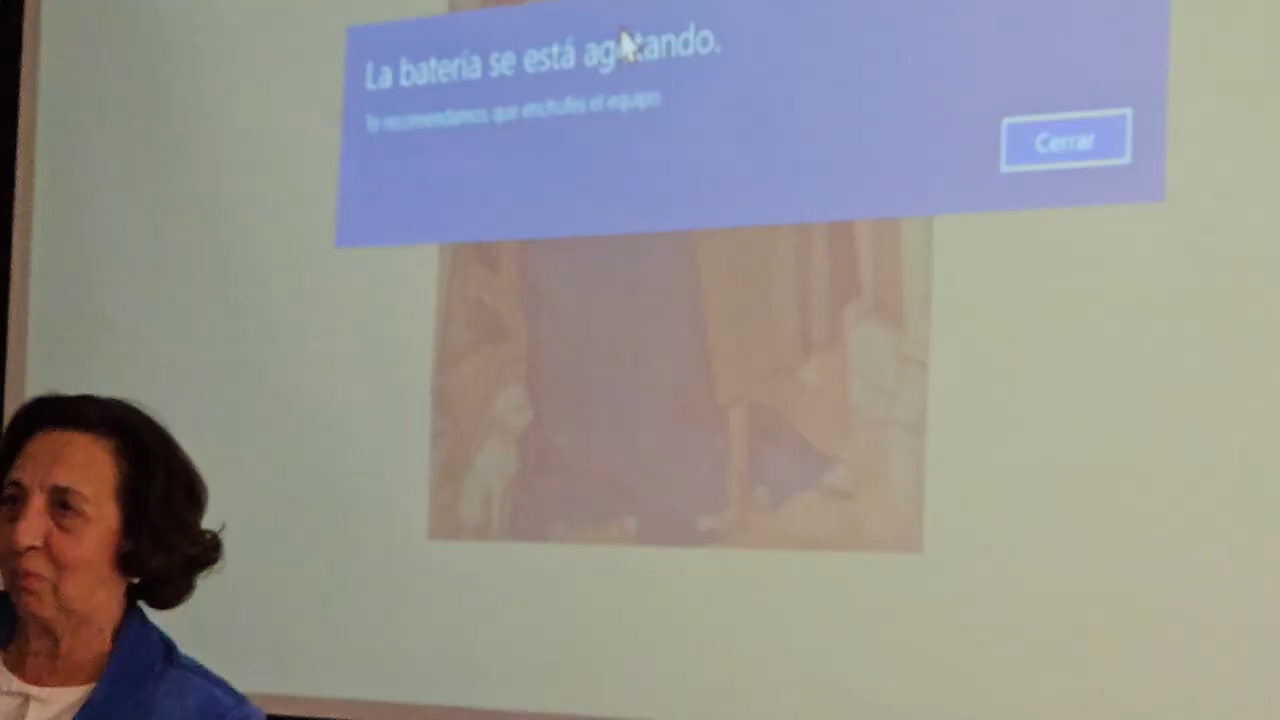 La batería se está agotando.
Te recomendamos que enchufes el equipo
Cerrar